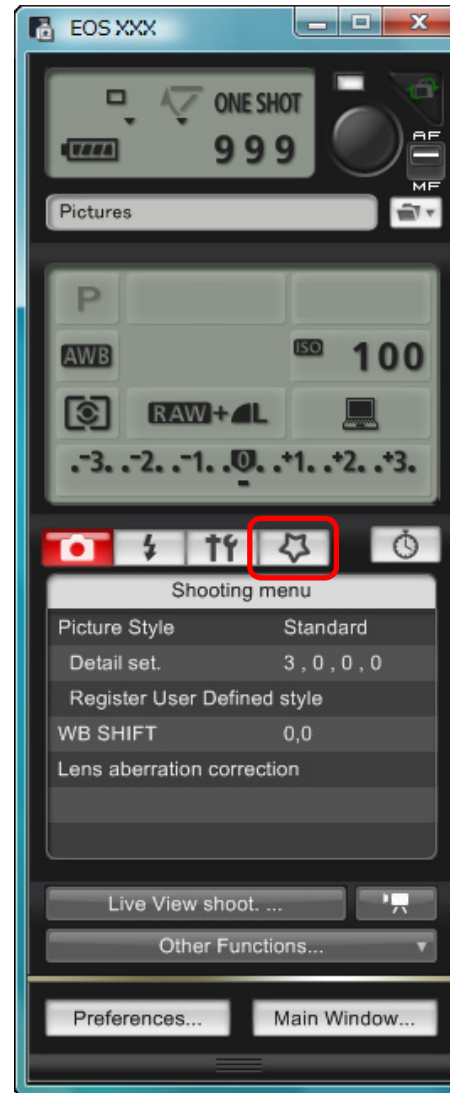 EOS XXX
ONE SHOT
999
AF
MF
Pictures
P
AWB
ISO 100
RAW+L
.-3. .-2. .-1. .0. .+1. .+2. .+3.
Shooting menu
Picture Style Standard
Detail set. 3 , 0 , 0 , 0
Register User Defined style
WB SHIFT 0,0
Lens aberration correction
Live View shoot. ...
Other Functions...
Preferences... Main Window...